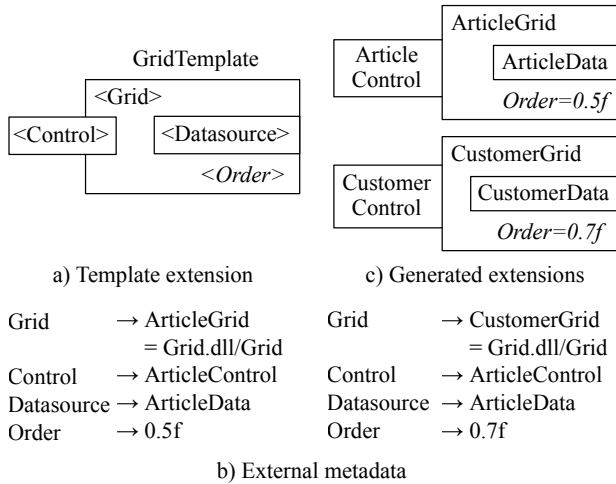 GridTemplate
<Grid>
<Control>
<Datasource>
<Order>
a) Template extension
ArticleGrid
Article
Control
ArticleData
Order=0.5f
CustomerGrid
Customer
Control
CustomerData
Order=0.7f
c) Generated extensions
Grid → ArticleGrid
= Grid.dll/Grid
Control → ArticleControl
Datasource → ArticleData
Order → 0.5f
Grid → CustomerGrid
= Grid.dll/Grid
Control → ArticleControl
Datasource → ArticleData
Order → 0.7f
b) External metadata